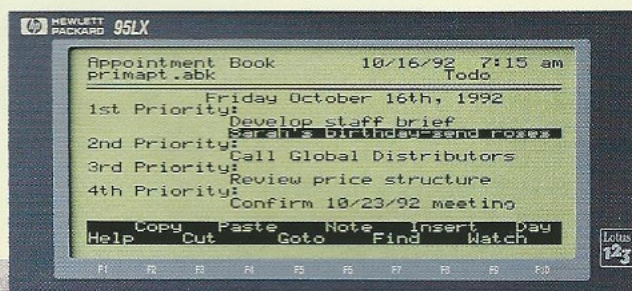 hp HEWLETT PACKARD 95LX
Appointment Book 10/16/92 7:15 am
primapt.abk Todo
Friday October 16th, 1992
1st Priority:
Develop staff brief
Sarah's birthday-send roses
2nd Priority:
Call Global Distributors
3rd Priority:
Review price structure
4th Priority:
Confirm 10/23/92 meeting
Copy Paste Note Insert Day
Help Cut Goto Find Watch
F1 F2 F3 F4 F5 F6 F7 F8 F9 F10
Lotus
123